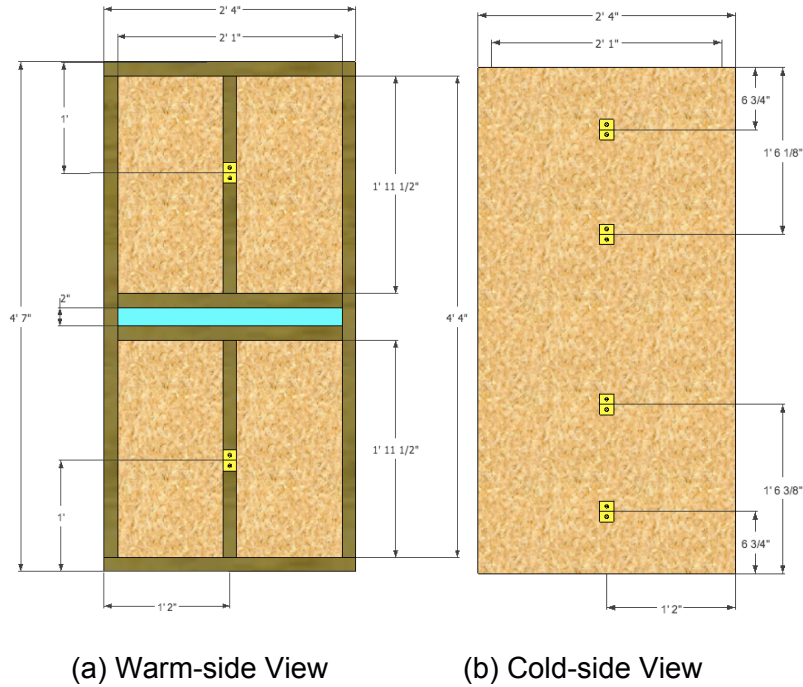 2' 4"
2' 1"
1'
1' 11 1/2"
2"
4' 7"
4' 4"
1' 11 1/2"
1'
1' 2"
2' 4"
2' 1"
6 3/4"
1' 6 1/8"
1' 6 3/8"
6 3/4"
1' 2"
(a) Warm-side View
(b) Cold-side View